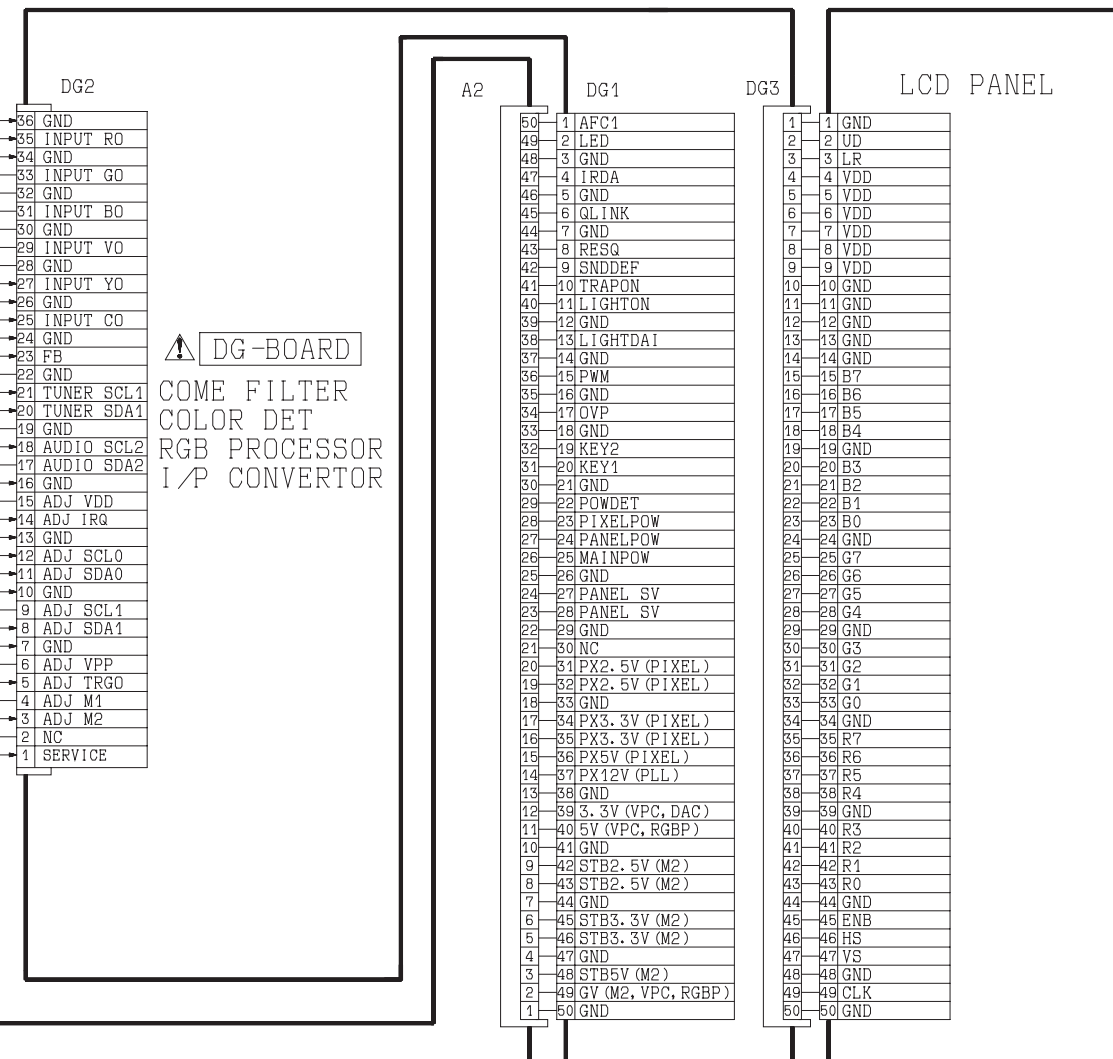 DG2
36 GND
35 INPUT RO
34 GND
33 INPUT GO
32 GND
31 INPUT BO
30 GND
29 INPUT VO
28 GND
27 INPUT YO
26 GND
25 INPUT CO
24 GND
23 FB
22 GND
21 TUNER SCL1
20 TUNER SDA1
19 GND
18 AUDIO SCL2
17 AUDIO SDA2
16 GND
15 ADJ VDD
14 ADJ IRQ
13 GND
12 ADJ SCL0
11 ADJ SDA0
10 GND
9 ADJ SCL1
8 ADJ SDA1
7 GND
6 ADJ VPP
5 ADJ TRGO
4 ADJ M1
3 ADJ M2
2 NC
1 SERVICE
DG-BOARD
COME FILTER
COLOR DET
RGB PROCESSOR
I/P CONVERTOR
A2 DG1
50 1 AFC1
49 2 LED
48 3 GND
47 4 IRDA
46 5 GND
45 6 QLINK
44 7 GND
43 8 RESQ
42 9 SNDDEF
41 10 TRAPON
40 11 LIGHTON
39 12 GND
38 13 LIGHTDAI
37 14 GND
36 15 PWM
35 16 GND
34 17 OVP
33 18 GND
32 19 KEY2
31 20 KEY1
30 21 GND
29 22 POWDET
28 23 PIXELPOW
27 24 PANELPOW
26 25 MAINPOW
25 26 GND
24 27 PANEL SV
23 28 PANEL SV
22 29 GND
21 30 NC
20 31 PX2.5V(PIXEL)
19 32 PX2.5V(PIXEL)
18 33 GND
17 34 PX3.3V(PIXEL)
16 35 PX3.3V(PIXEL)
15 36 PX5V(PIXEL)
14 37 PX12V(PLL)
13 38 GND
12 39 3.3V(VPC,DAC)
11 40 5V(VPC,RGBP)
10 41 GND
9 42 STB2.5V(M2)
8 43 STB2.5V(M2)
7 44 GND
6 45 STB3.3V(M2)
5 46 STB3.3V(M2)
4 47 GND
3 48 STB5V(M2)
2 49 GV(M2,VPC,RGBP)
1 50 GND
DG3 LCD PANEL
1 1 GND
2 2 UD
3 3 LR
4 4 VDD
5 5 VDD
6 6 VDD
7 7 VDD
8 8 VDD
9 9 VDD
10 10 GND
11 11 GND
12 12 GND
13 13 GND
14 14 GND
15 15 B7
16 16 B6
17 17 B5
18 18 B4
19 19 GND
20 20 B3
21 21 B2
22 22 B1
23 23 B0
24 24 GND
25 25 G7
26 26 G6
27 27 G5
28 28 G4
29 29 GND
30 30 G3
31 31 G2
32 32 G1
33 33 G0
34 34 GND
35 35 R7
36 36 R6
37 37 R5
38 38 R4
39 39 GND
40 40 R3
41 41 R2
42 42 R1
43 43 R0
44 44 GND
45 45 ENB
46 46 HS
47 47 VS
48 48 GND
49 49 CLK
50 50 GND